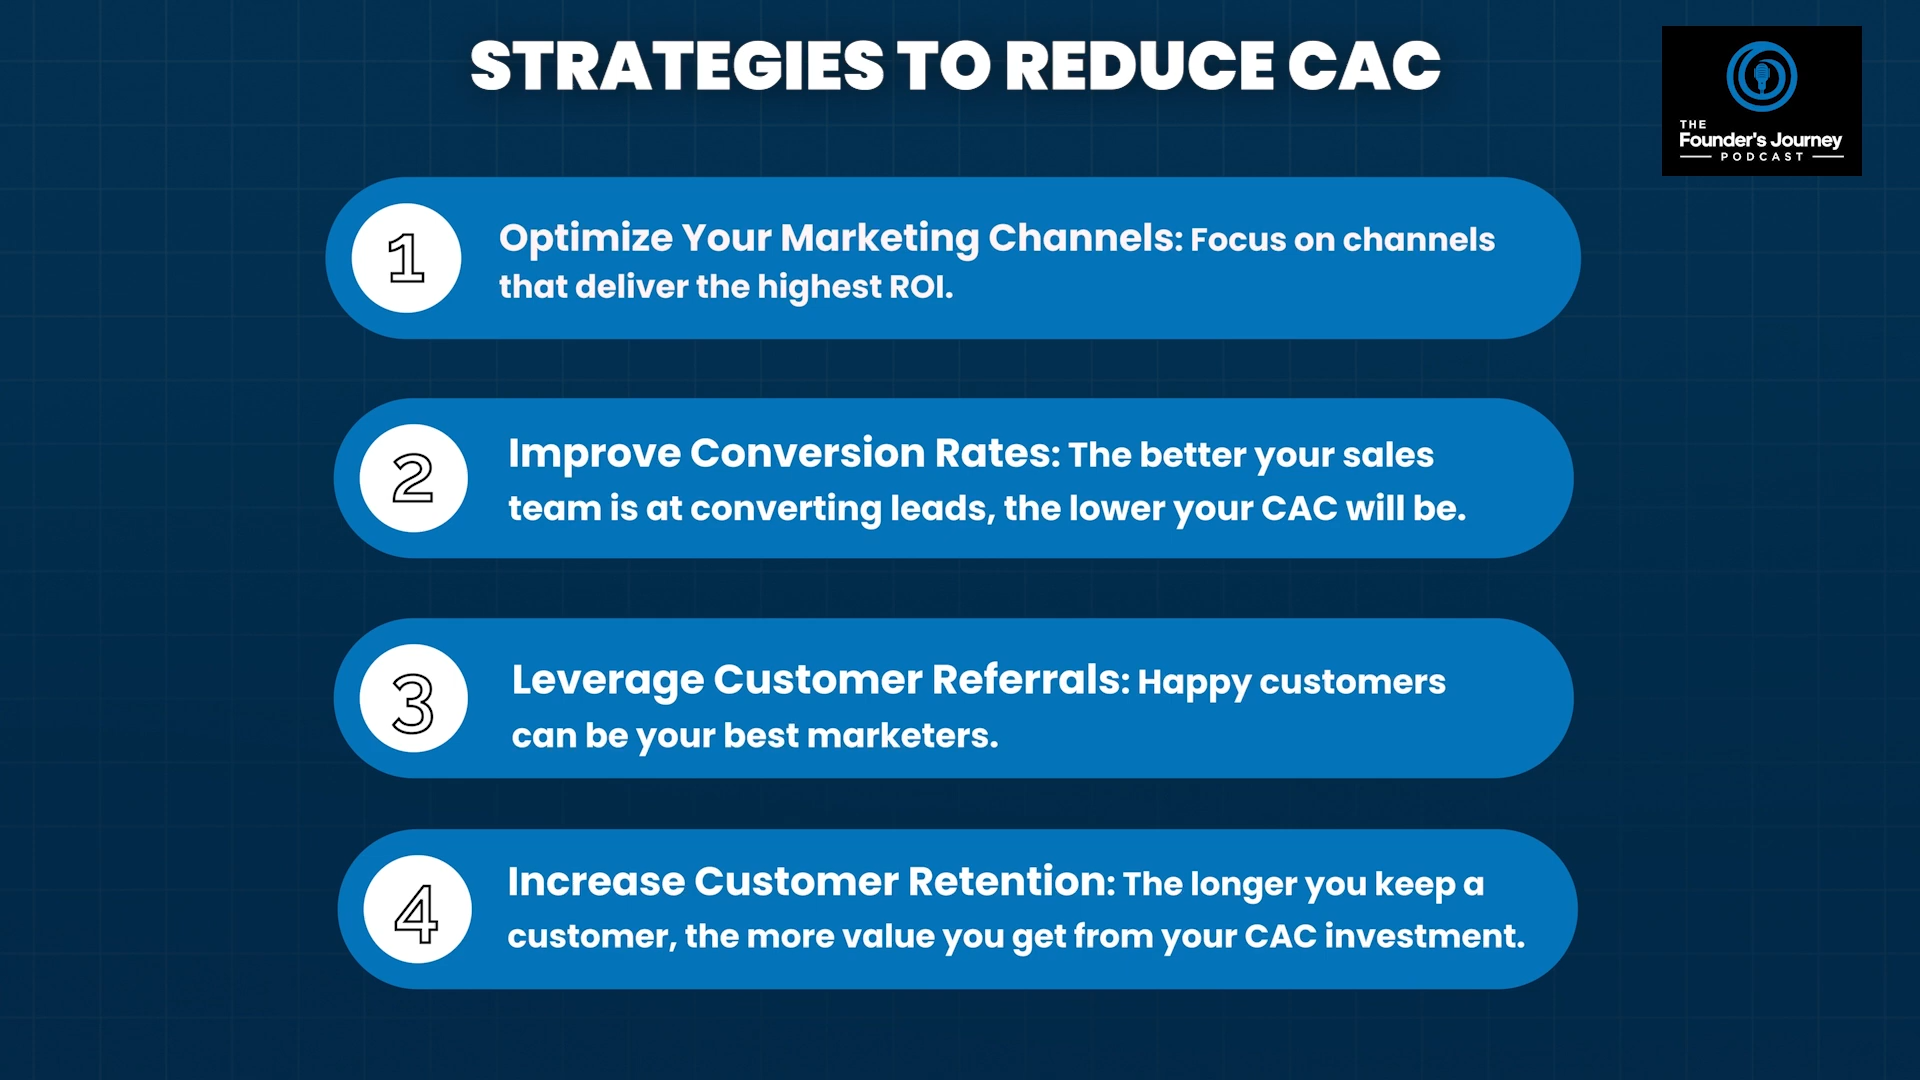 STRATEGIES TO REDUCE CAC
THE
Founder's Journey
PODCAST
1
Optimize Your Marketing Channels: Focus on channels
that deliver the highest ROI.
2
Improve Conversion Rates: The better your sales
team is at converting leads, the lower your CAC will be.
3
Leverage Customer Referrals: Happy customers
can be your best marketers.
4
Increase Customer Retention: The longer you keep a
customer, the more value you get from your CAC investment.